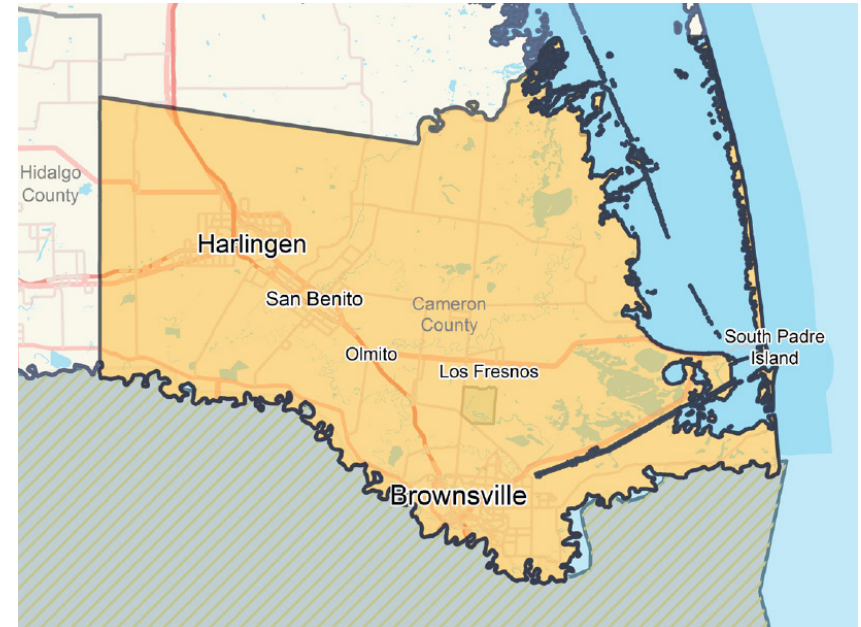 Hidalgo
County
Harlingen
San Benito
Cameron
County
South Padre
Island
Olmito
Los Fresnos
Brownsville